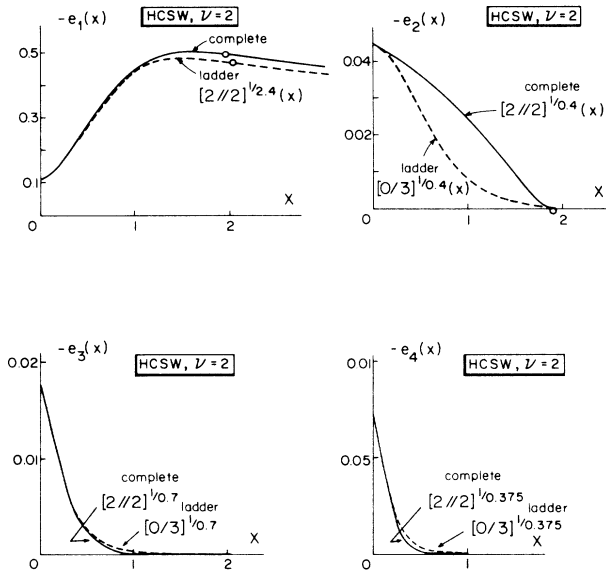 -e₁(x)
HCSW, ν=2
0.5
0.3
0.1
complete
ladder
[2//2]^1/2.4(x)
X
0 1 2
-e₂(x)
HCSW, ν=2
0.04
0.02
0
complete
[2//2]^1/0.4(x)
ladder
[0/3]^1/0.4(x)
X
0 1 2
-e₃(x)
HCSW, ν=2
0.02
0.01
0
complete
[2//2]^1/0.7
ladder
[0/3]^1/0.7
X
0 1 2
-e₄(x)
HCSW, ν=2
0.01
0.05
0
complete
[2//2]^1/0.375
ladder
[0/3]^1/0.375
X
0 1